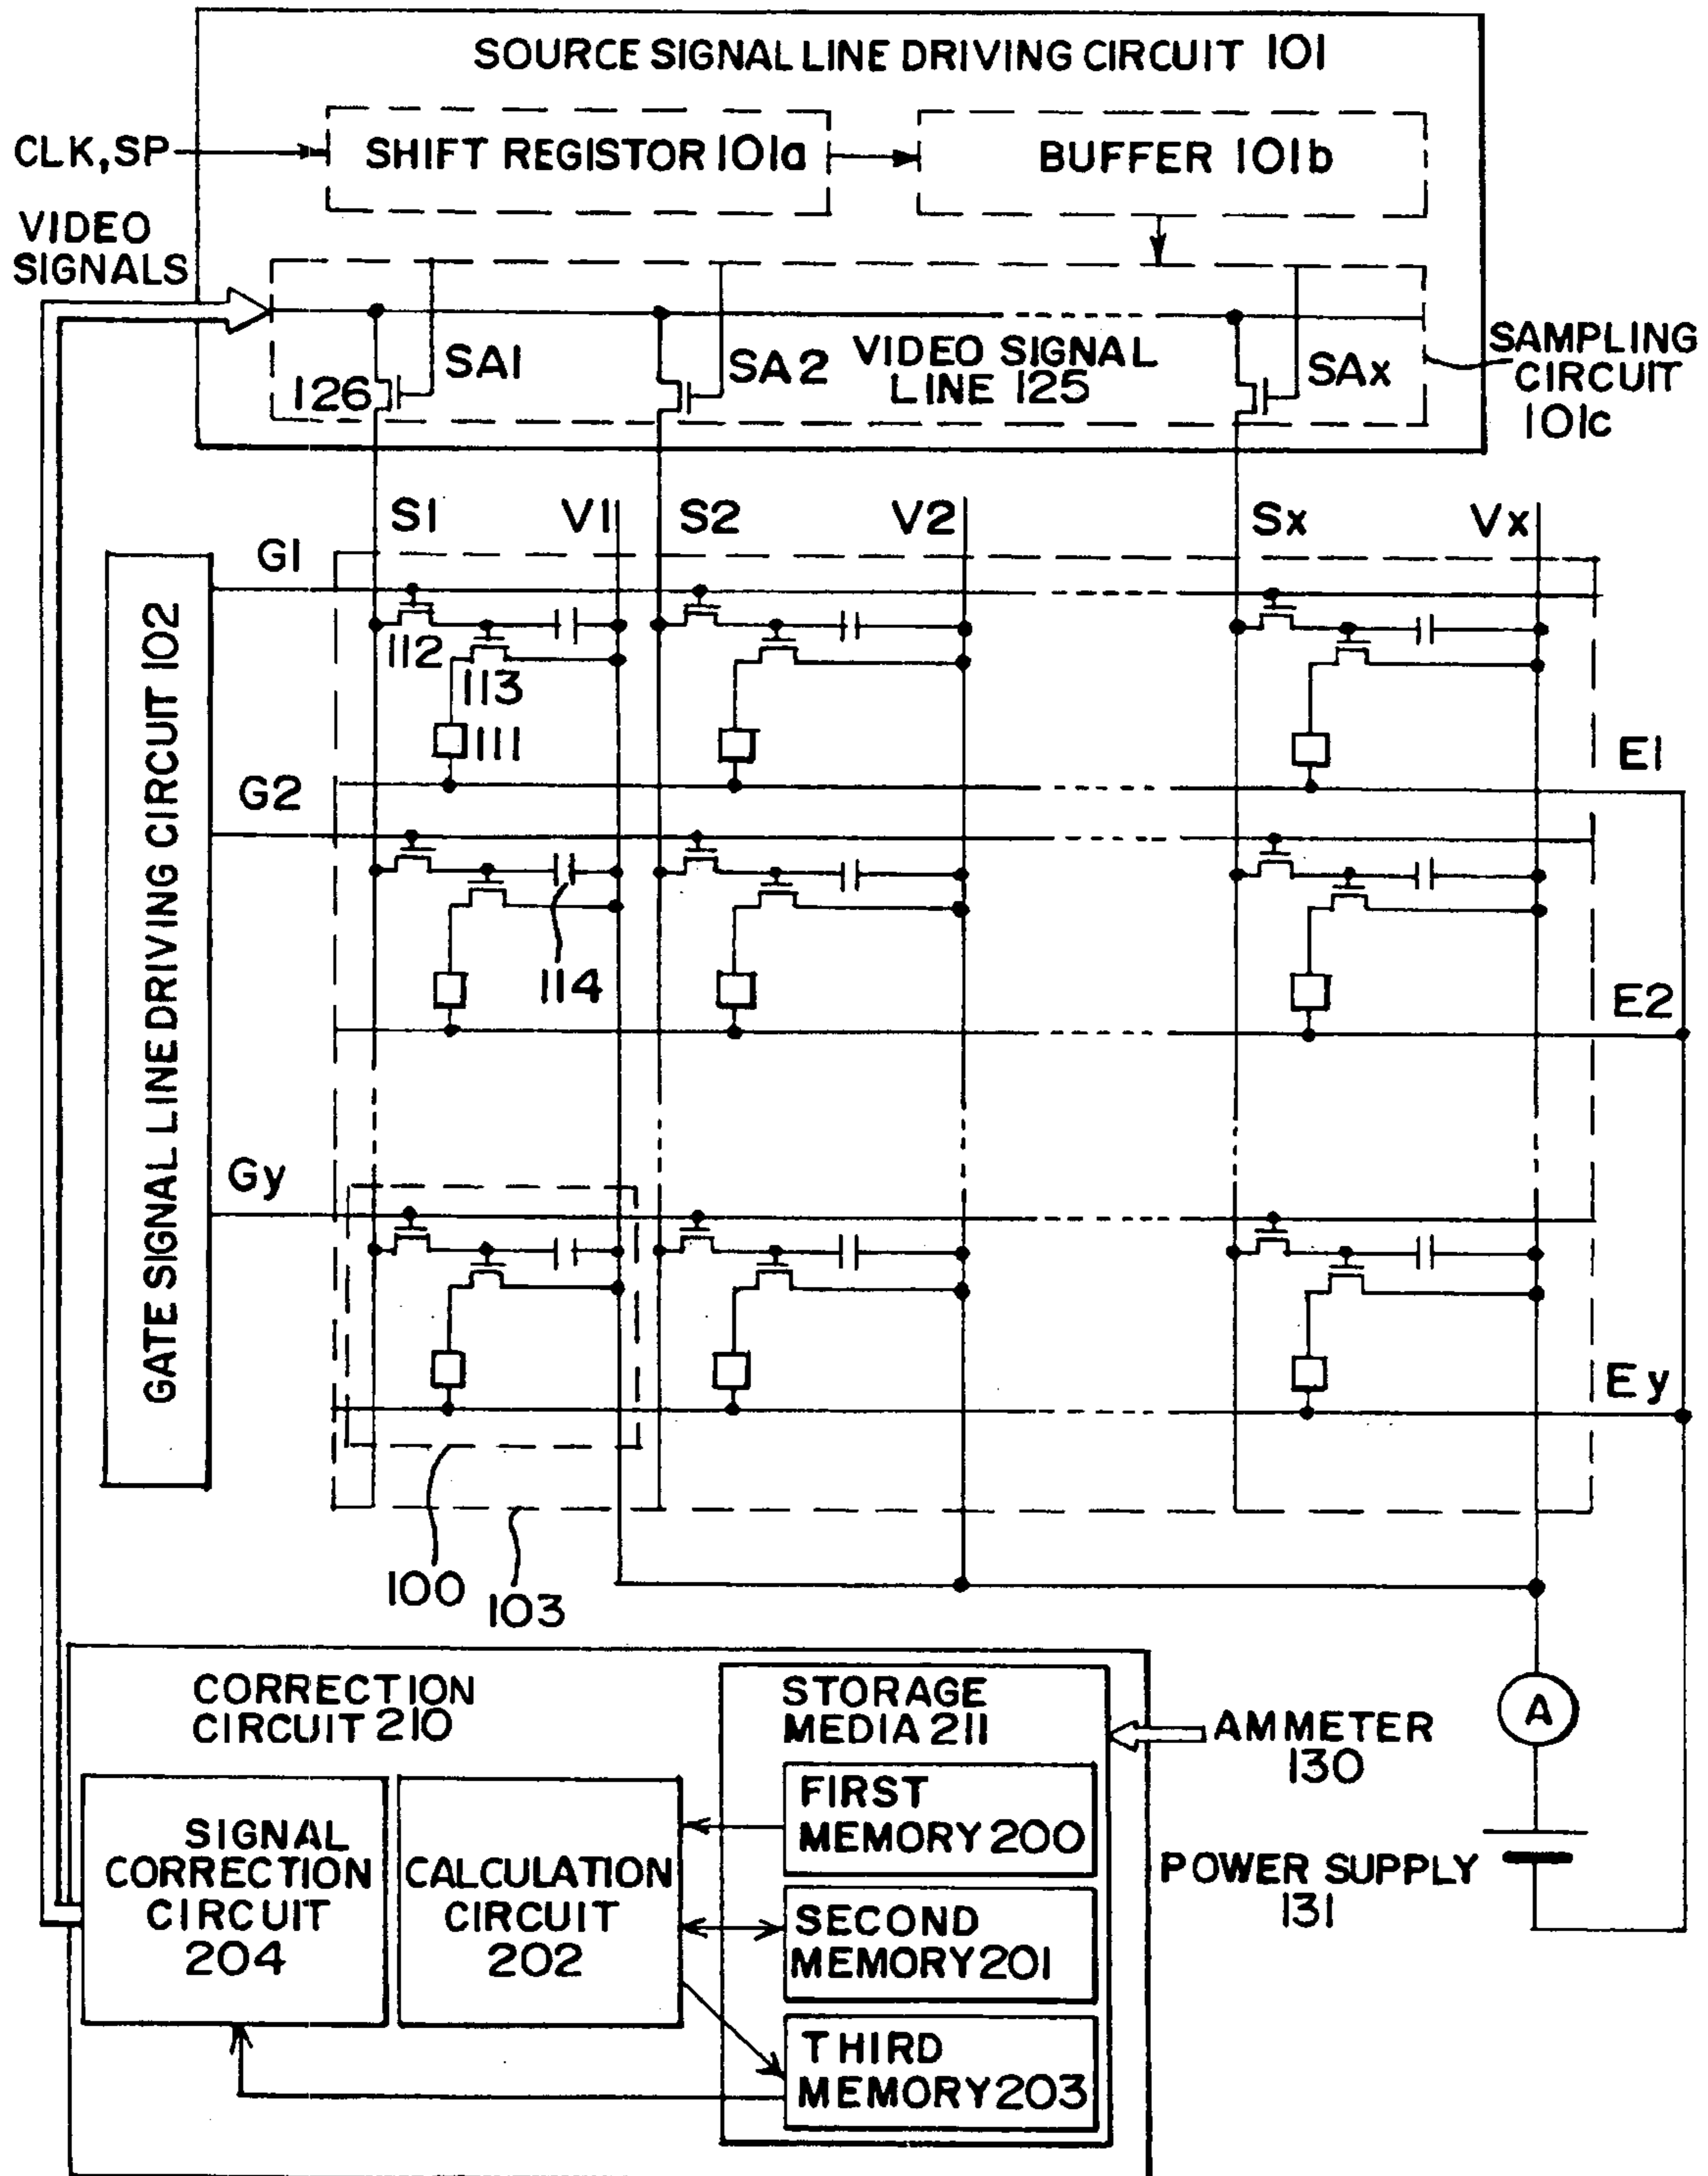 SOURCE SIGNAL LINE DRIVING CIRCUIT 101
CLK,SP
SHIFT REGISTOR 101a
BUFFER 101b
VIDEO
SIGNALS
126
SA1
SA2
VIDEO SIGNAL
LINE 125
SAx
SAMPLING
CIRCUIT
101c
S1
V1
S2
V2
Sx
Vx
G1
112
113
111
E1
GATE SIGNAL LINE DRIVING CIRCUIT 102
G2
114
E2
Gy
Ey
100
103
CORRECTION
CIRCUIT 210
STORAGE
MEDIA 211
AMMETER
130
A
FIRST
MEMORY 200
SIGNAL
CORRECTION
CIRCUIT
204
CALCULATION
CIRCUIT
202
SECOND
MEMORY 201
POWER SUPPLY
131
THIRD
MEMORY 203